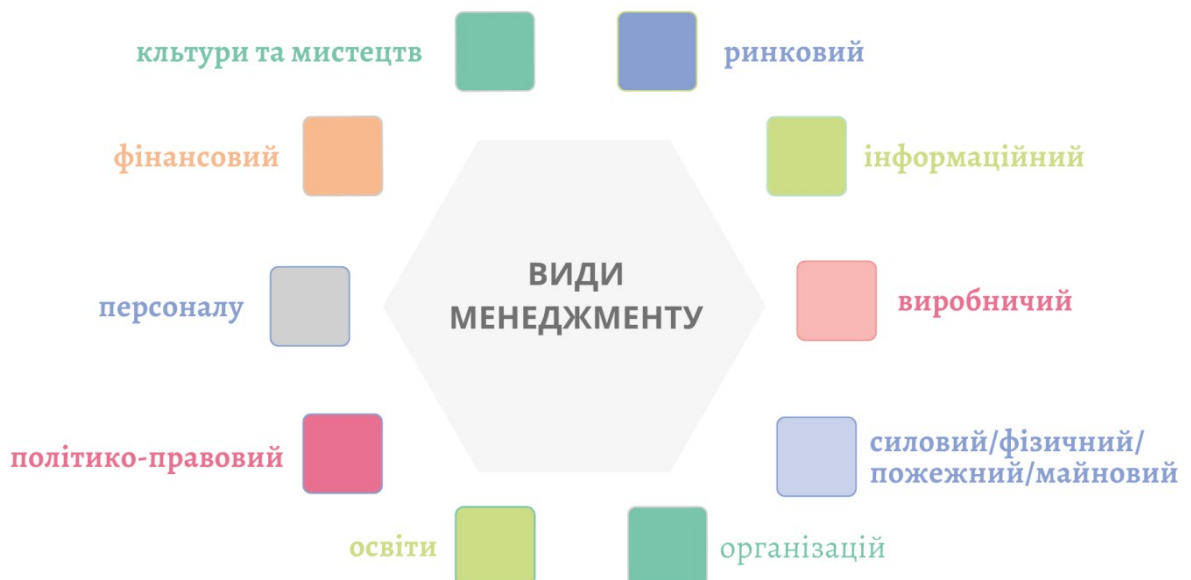 кльтури та мистецтв
ринковий
фінансовий
інформаційний
ВИДИ
МЕНЕДЖМЕНТУ
персоналу
виробничий
політико-правовий
силовий/фізичний/
пожежний/майновий
освіти
організацій